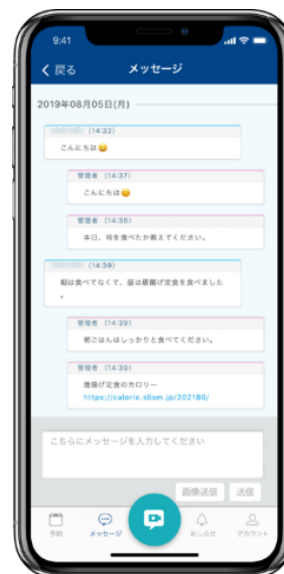 9:41
戻る
メッセージ
2019年08月05日(月)
(14:32)
こんにちは😀
管理者 (14:37)
こんにちは😀
管理者 (14:38)
本日、何を食べたか教えてください。
(14:39)
朝は食べてなくて、昼は唐揚げ定食を食べました
。
管理者 (14:39)
朝ごはんはしっかりと食べてください。
管理者 (14:39)
唐揚げ定食のカロリー
https://calorie.slism.jp/202180/
こちらにメッセージを入力してください
画像送信
送信
予約
メッセージ
お知らせ
アカウント